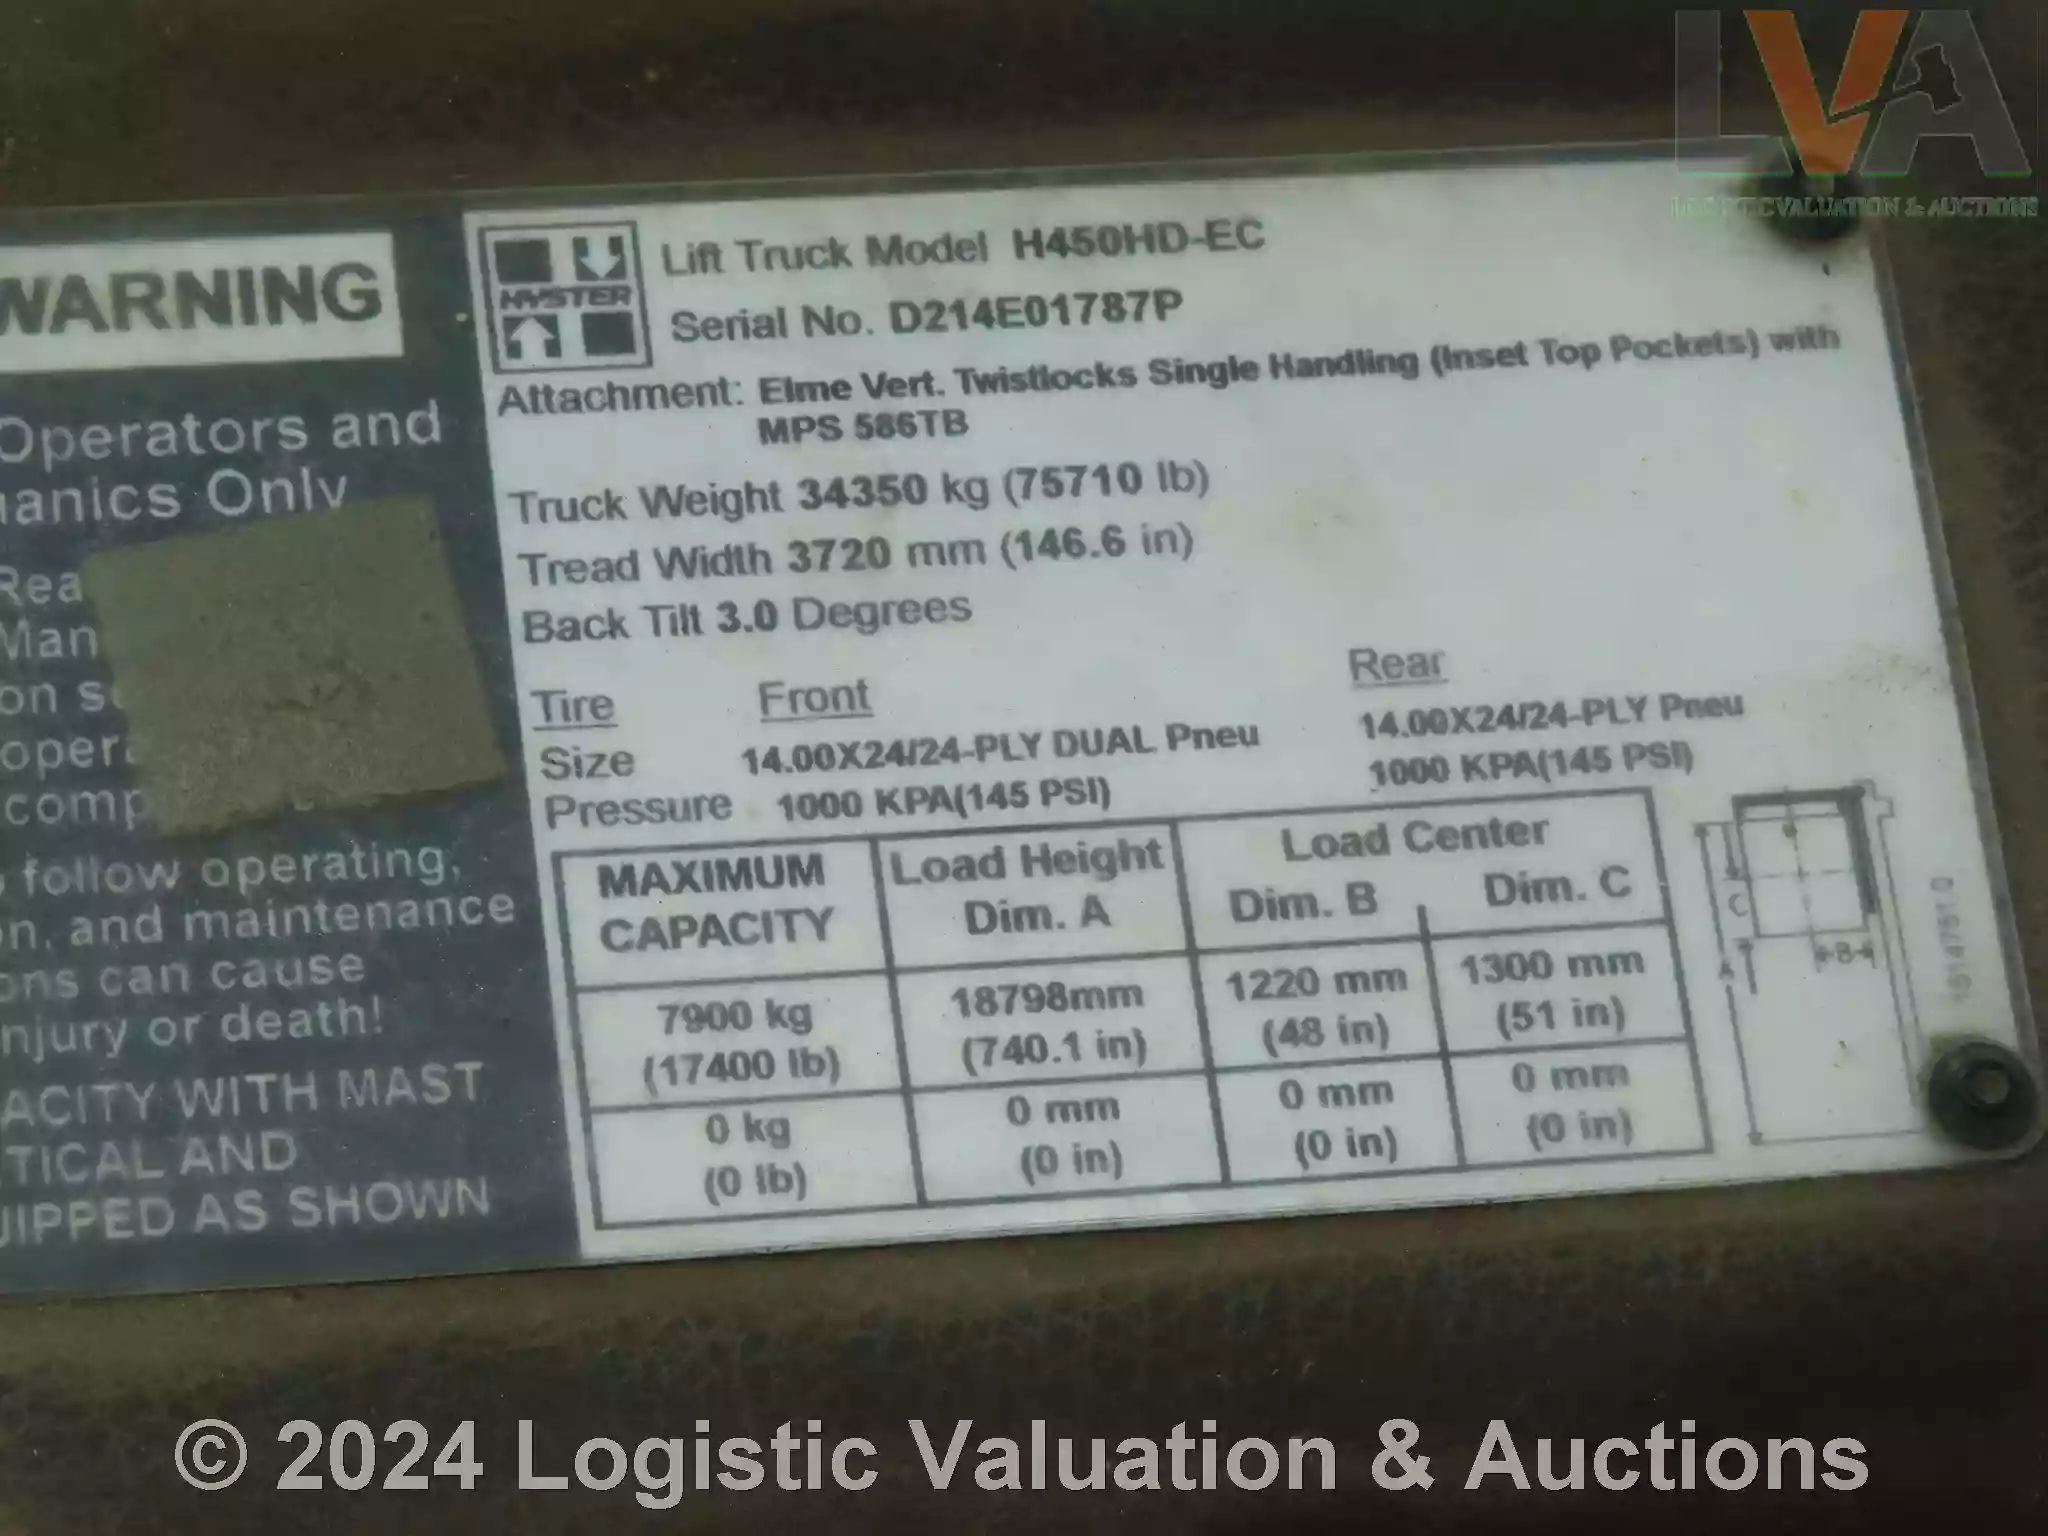 LVA
LOGISTIC VALUATION & AUCTIONS
WARNING
Operators and
Only
follow operating,
and maintenance
can cause
injury or death!
WITH MAST
AND
AS SHOWN
HYSTER
Lift Truck Model H450HD-EC
Serial No. D214E01787P
Attachment: Elme Vert. Twistlocks Single Handling (Inset Top Pockets) with
MPS 586TB
Truck Weight 34350 kg (75710 lb)
Tread Width 3720 mm (146.6 in)
Back Tilt 3.0 Degrees
Tire Front Rear
Size 14.00X24/24-PLY DUAL Pneu 14.00X24/24-PLY Pneu
Pressure 1000 KPA(145 PSI) 1000 KPA(145 PSI)
MAXIMUM CAPACITY Load Height Dim. A Load Center Dim. B Dim. C
7900 kg 18798mm 1220 mm 1300 mm
(17400 lb) (740.1 in) (48 in) (51 in)
0 kg 0 mm 0 mm 0 mm
(0 lb) (0 in) (0 in) (0 in)
C
A
B
© 2024 Logistic Valuation & Auctions